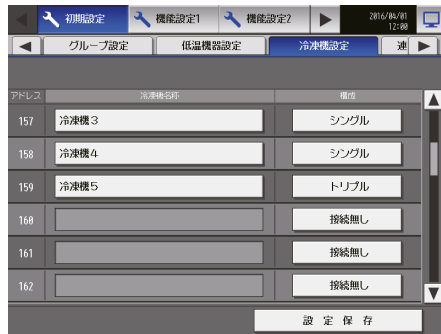 初期設定 機能設定1 機能設定2 2016/04/01
12:00
グループ設定 低温機器設定 冷凍機設定 連
アドレス 冷凍機名称 構成
157 冷凍機3 シングル
158 冷凍機4 シングル
159 冷凍機5 トリプル
160 接続無し
161 接続無し
162 接続無し
設定保存